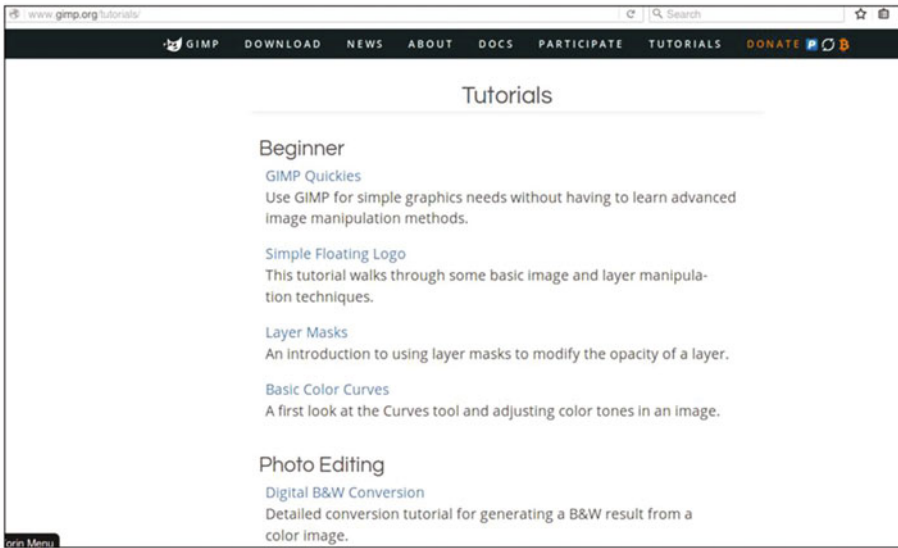 www.gimp.org/tutorials/ Search
GIMP DOWNLOAD NEWS ABOUT DOCS PARTICIPATE TUTORIALS DONATE
Tutorials
Beginner
GIMP Quickies
Use GIMP for simple graphics needs without having to learn advanced
image manipulation methods.
Simple Floating Logo
This tutorial walks through some basic image and layer manipula-
tion techniques.
Layer Masks
An introduction to using layer masks to modify the opacity of a layer.
Basic Color Curves
A first look at the Curves tool and adjusting color tones in an image.
Photo Editing
Digital B&W Conversion
Detailed conversion tutorial for generating a B&W result from a
color image.
orin Menu